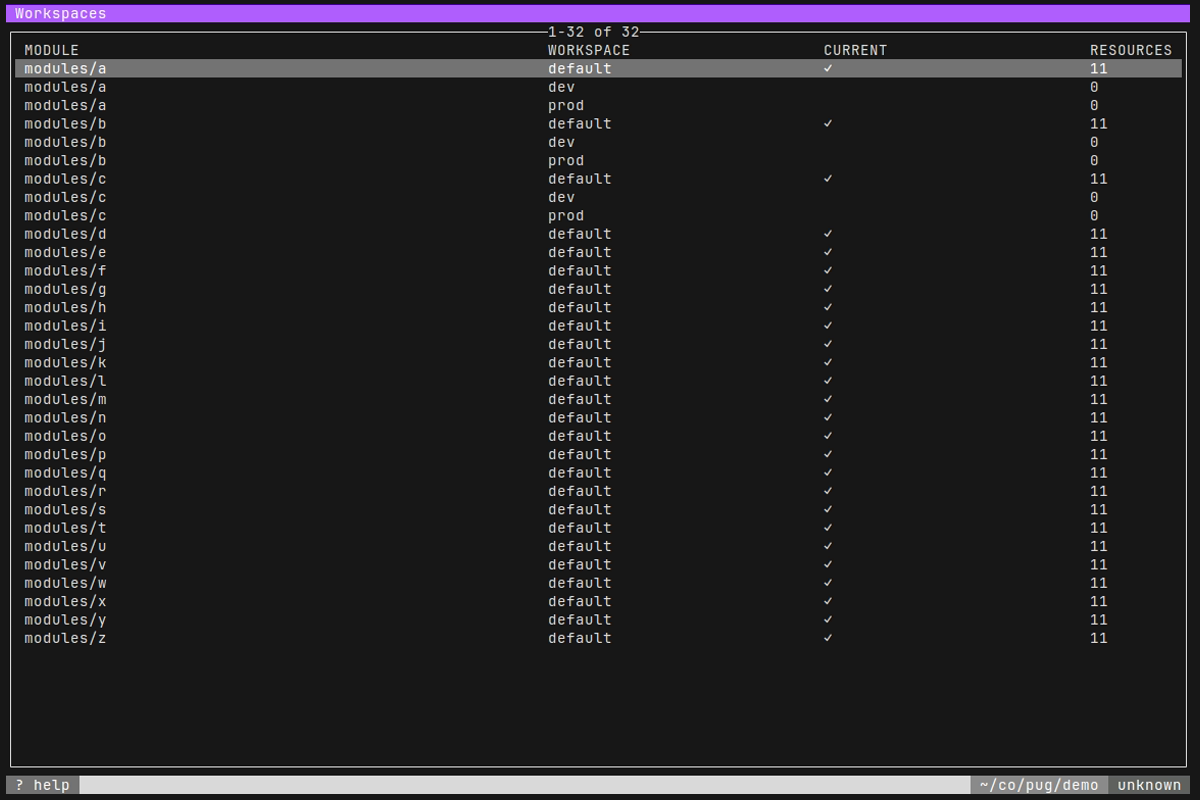 Workspaces
1-32 of 32
MODULE WORKSPACE CURRENT RESOURCES
modules/a default ✓ 11
modules/a dev 0
modules/a prod 0
modules/b default ✓ 11
modules/b dev 0
modules/b prod 0
modules/c default ✓ 11
modules/c dev 0
modules/c prod 0
modules/d default ✓ 11
modules/e default ✓ 11
modules/f default ✓ 11
modules/g default ✓ 11
modules/h default ✓ 11
modules/i default ✓ 11
modules/j default ✓ 11
modules/k default ✓ 11
modules/l default ✓ 11
modules/m default ✓ 11
modules/n default ✓ 11
modules/o default ✓ 11
modules/p default ✓ 11
modules/q default ✓ 11
modules/r default ✓ 11
modules/s default ✓ 11
modules/t default ✓ 11
modules/u default ✓ 11
modules/v default ✓ 11
modules/w default ✓ 11
modules/x default ✓ 11
modules/y default ✓ 11
modules/z default ✓ 11
? help ~/co/pug/demo unknown